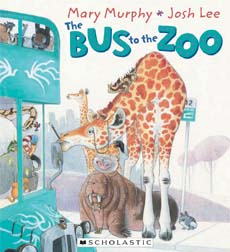 Mary Murphy * Josh Lee
The
BUS to the
ZOO
SCHOLASTIC